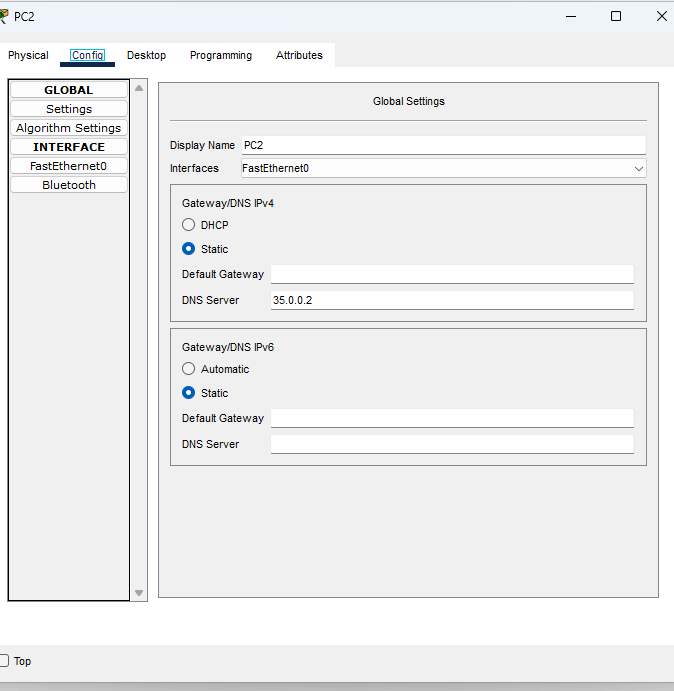 PC2
Physical Config Desktop Programming Attributes
GLOBAL
Settings
Algorithm Settings
INTERFACE
FastEthernet0
Bluetooth
Global Settings
Display Name PC2
Interfaces FastEthernet0
Gateway/DNS IPv4
DHCP
Static
Default Gateway
DNS Server 35.0.0.2
Gateway/DNS IPv6
Automatic
Static
Default Gateway
DNS Server
Top